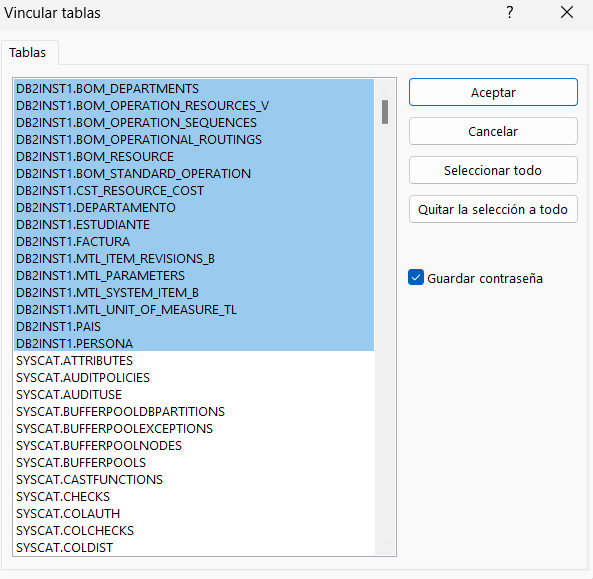 Vincular tablas
?
Tablas
DB2INST1.BOM_DEPARTMENTS
DB2INST1.BOM_OPERATION_RESOURCES_V
DB2INST1.BOM_OPERATION_SEQUENCES
DB2INST1.BOM_OPERATIONAL_ROUTINGS
DB2INST1.BOM_RESOURCE
DB2INST1.BOM_STANDARD_OPERATION
DB2INST1.CST_RESOURCE_COST
DB2INST1.DEPARTAMENTO
DB2INST1.ESTUDIANTE
DB2INST1.FACTURA
DB2INST1.MTL_ITEM_REVISIONS_B
DB2INST1.MTL_PARAMETERS
DB2INST1.MTL_SYSTEM_ITEM_B
DB2INST1.MTL_UNIT_OF_MEASURE_TL
DB2INST1.PAIS
DB2INST1.PERSONA
SYSCAT.ATTRIBUTES
SYSCAT.AUDITPOLICIES
SYSCAT.AUDITUSE
SYSCAT.BUFFERPOOLDBPARTITIONS
SYSCAT.BUFFERPOOLEXCEPTIONS
SYSCAT.BUFFERPOOLNODES
SYSCAT.BUFFERPOOLS
SYSCAT.CASTFUNCTIONS
SYSCAT.CHECKS
SYSCAT.COLAUTH
SYSCAT.COLCHECKS
SYSCAT.COLDIST
Aceptar
Cancelar
Seleccionar todo
Quitar la selección a todo
Guardar contraseña